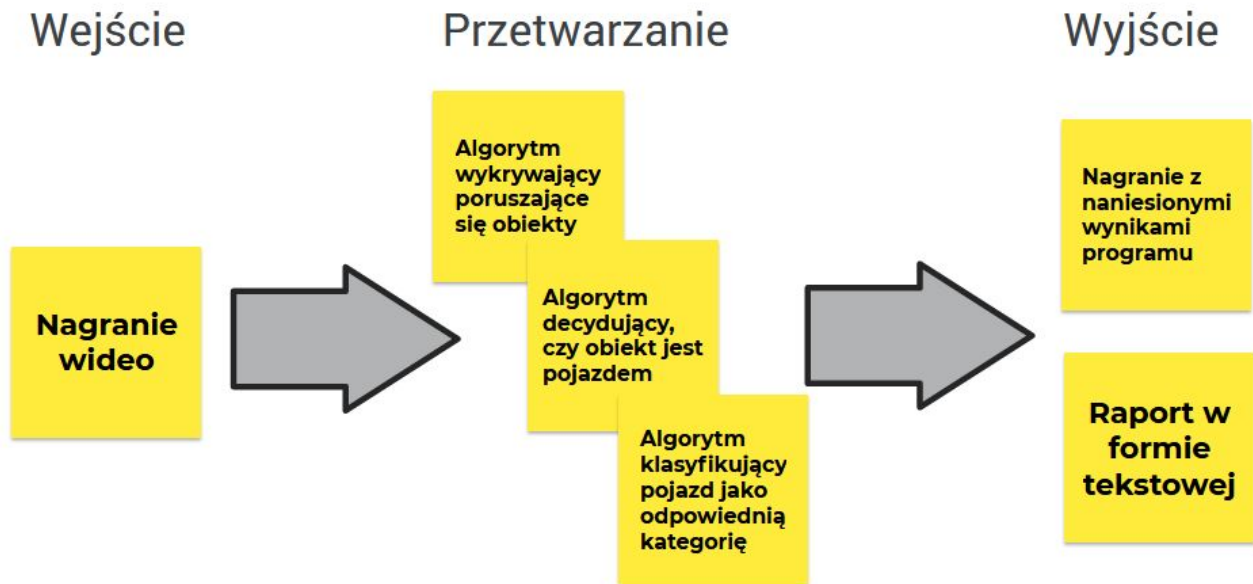 Wejście
Przetwarzanie
Wyjście
Nagranie
wideo
Algorytm
wykrywający
poruszające
się obiekty
Algorytm
decydujący,
czy obiekt jest
pojazdem
Algorytm
klasyfikujący
pojazd jako
odpowiednią
kategorię
Nagranie z
naniesionymi
wynikami
programu
Raport w
formie
tekstowej